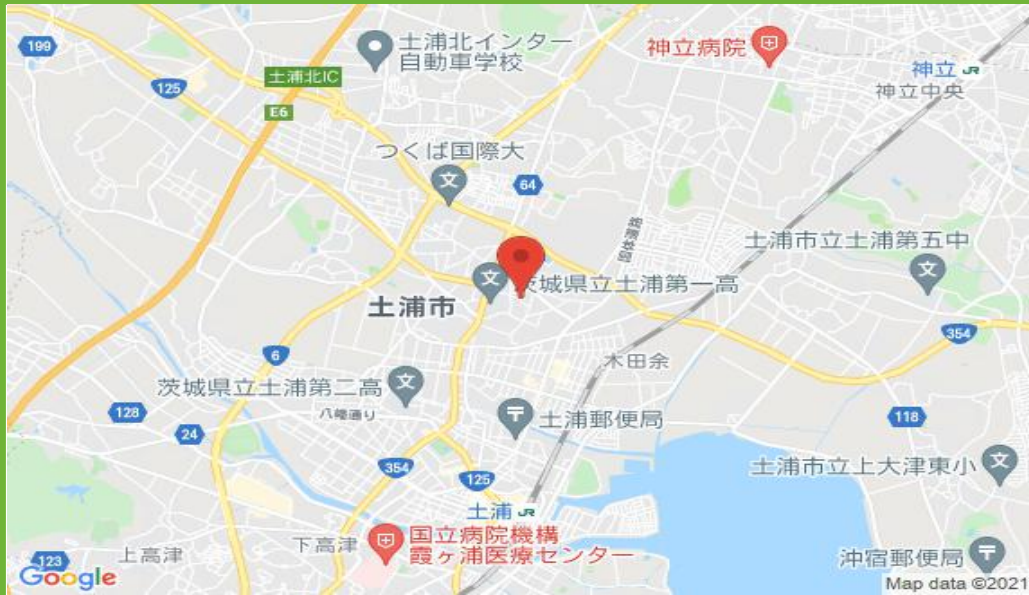 199
土浦北インター
自動車学校
神立病院
神立 JR
神立中央
土浦北IC
125
E6
つくば国際大
64
土浦市立土浦第五中
茨城県立土浦第一高
土浦市
354
6
木田余
茨城県立土浦第二高
八幡通り
128
24
土浦郵便局
118
354
125
土浦市立上大津東小
土浦 JR
国立病院機構
霞ヶ浦医療センター
下高津
上高津
123
沖宿郵便局
Google
Map data ©2021